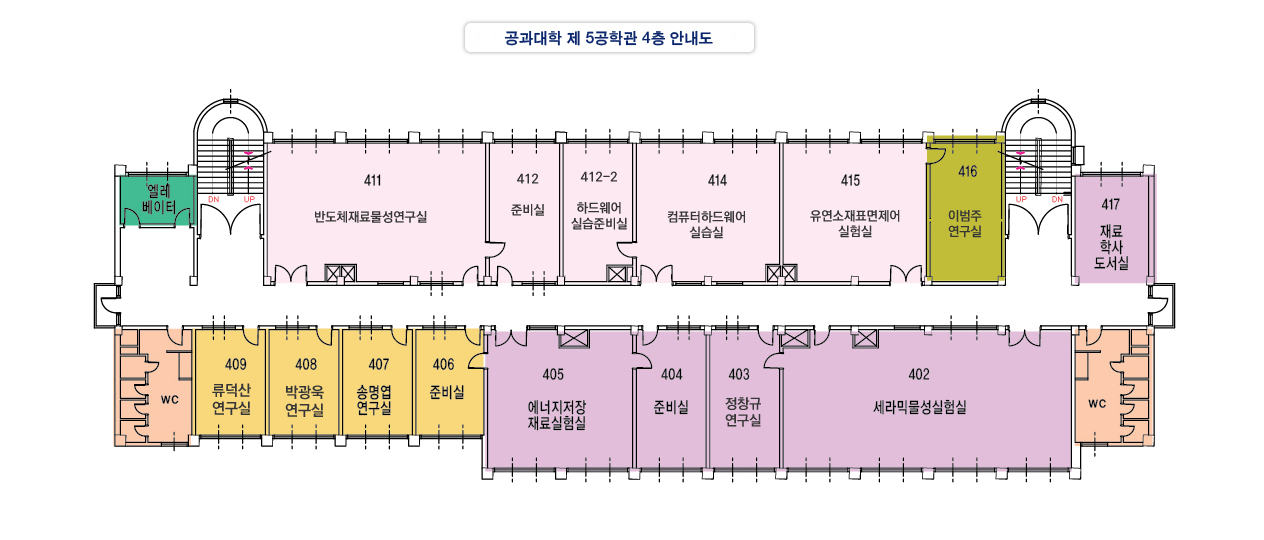 공과대학 제 5공학관 4층 안내도
엘레
베이터
DN
UP
411
반도체재료물성연구실
412
준비실
412-2
하드웨어
실습준비실
414
컴퓨터하드웨어
실습실
415
유연소재표면제어
실험실
416
이범주
연구실
UP
DN
417
재료
학사
도서실
WC
409
류덕산
연구실
408
박광욱
연구실
407
송명엽
연구실
406
준비실
405
에너지저장
재료실험실
404
준비실
403
정창규
연구실
402
세라믹물성실험실
WC